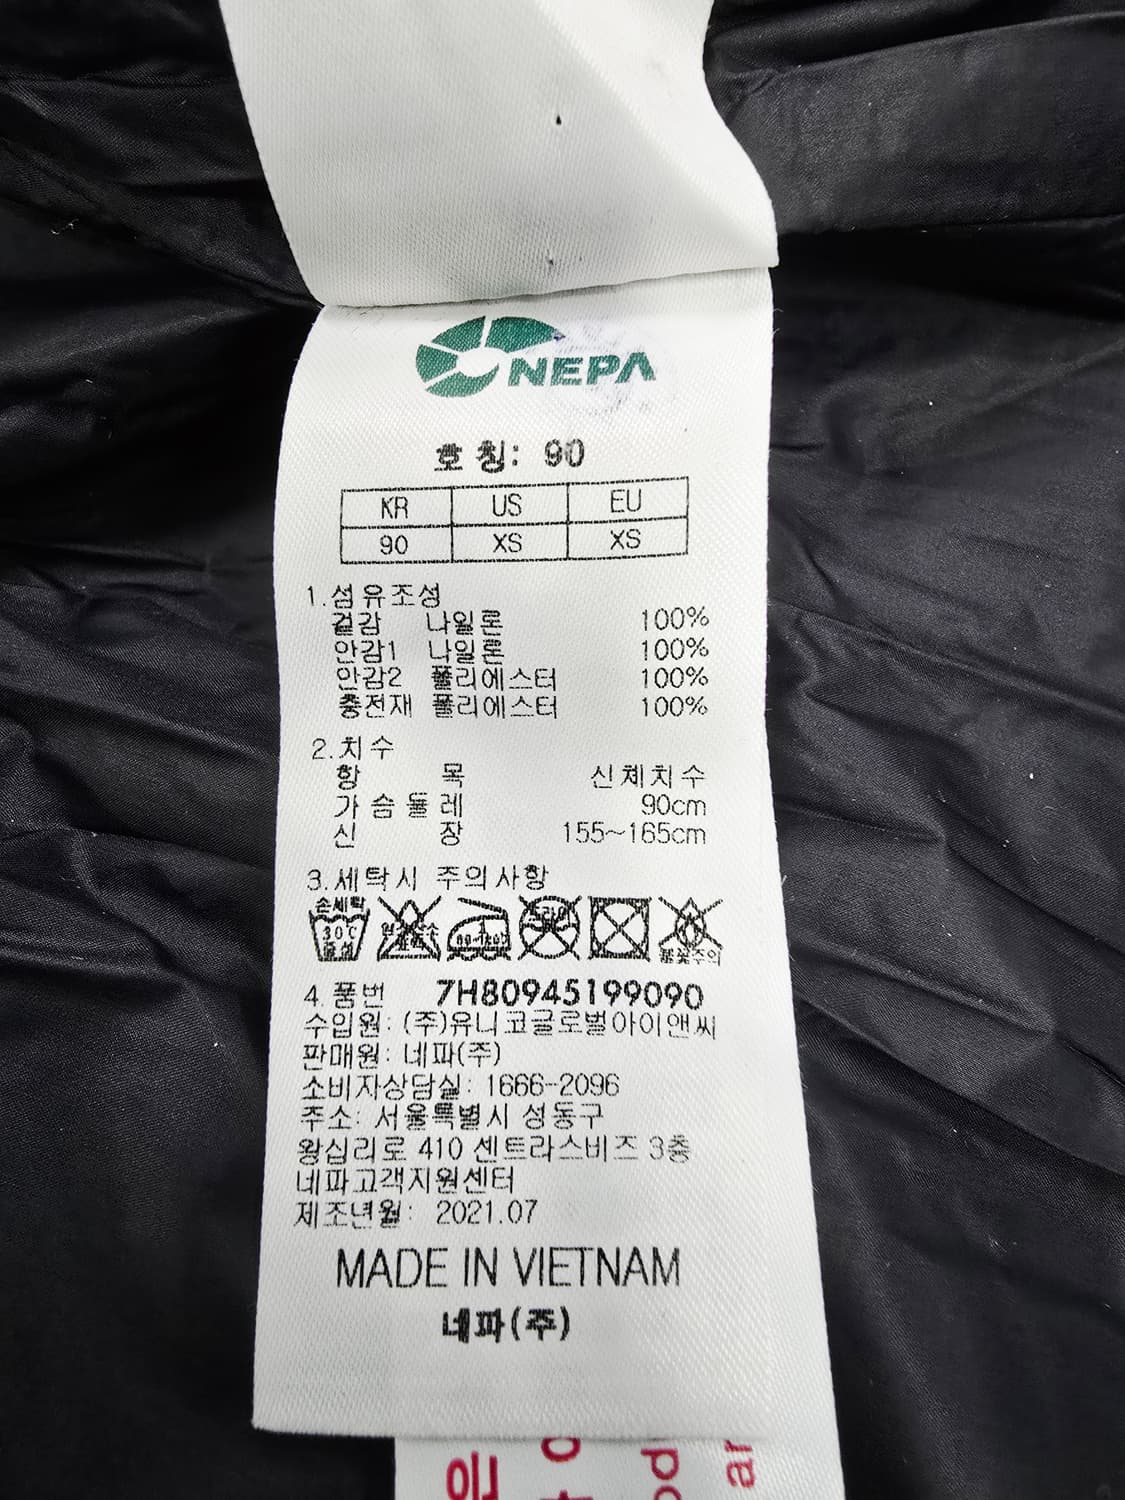 NEPA
호 칭: 90
KR US EU
90 XS XS
1.섬유조성
겉감 나일론 100%
안감1 나일론 100%
안감2 폴리에스터 100%
충전재 폴리에스터 100%
2.치수
항 목 신체치수
가슴둘레 90cm
신 장 155~165cm
3.세탁시 주의사항
손세탁
30℃
중성
불꽃주의
4.품번 7H80945199090
수입원: (주)유니코글로벌아이앤씨
판매원: 네파(주)
소비자상담실: 1666-2096
주소: 서울특별시 성동구
왕십리로 410 센트라스비즈 3층
네파고객지원센터
제조년월: 2021.07
MADE IN VIETNAM
네파(주)